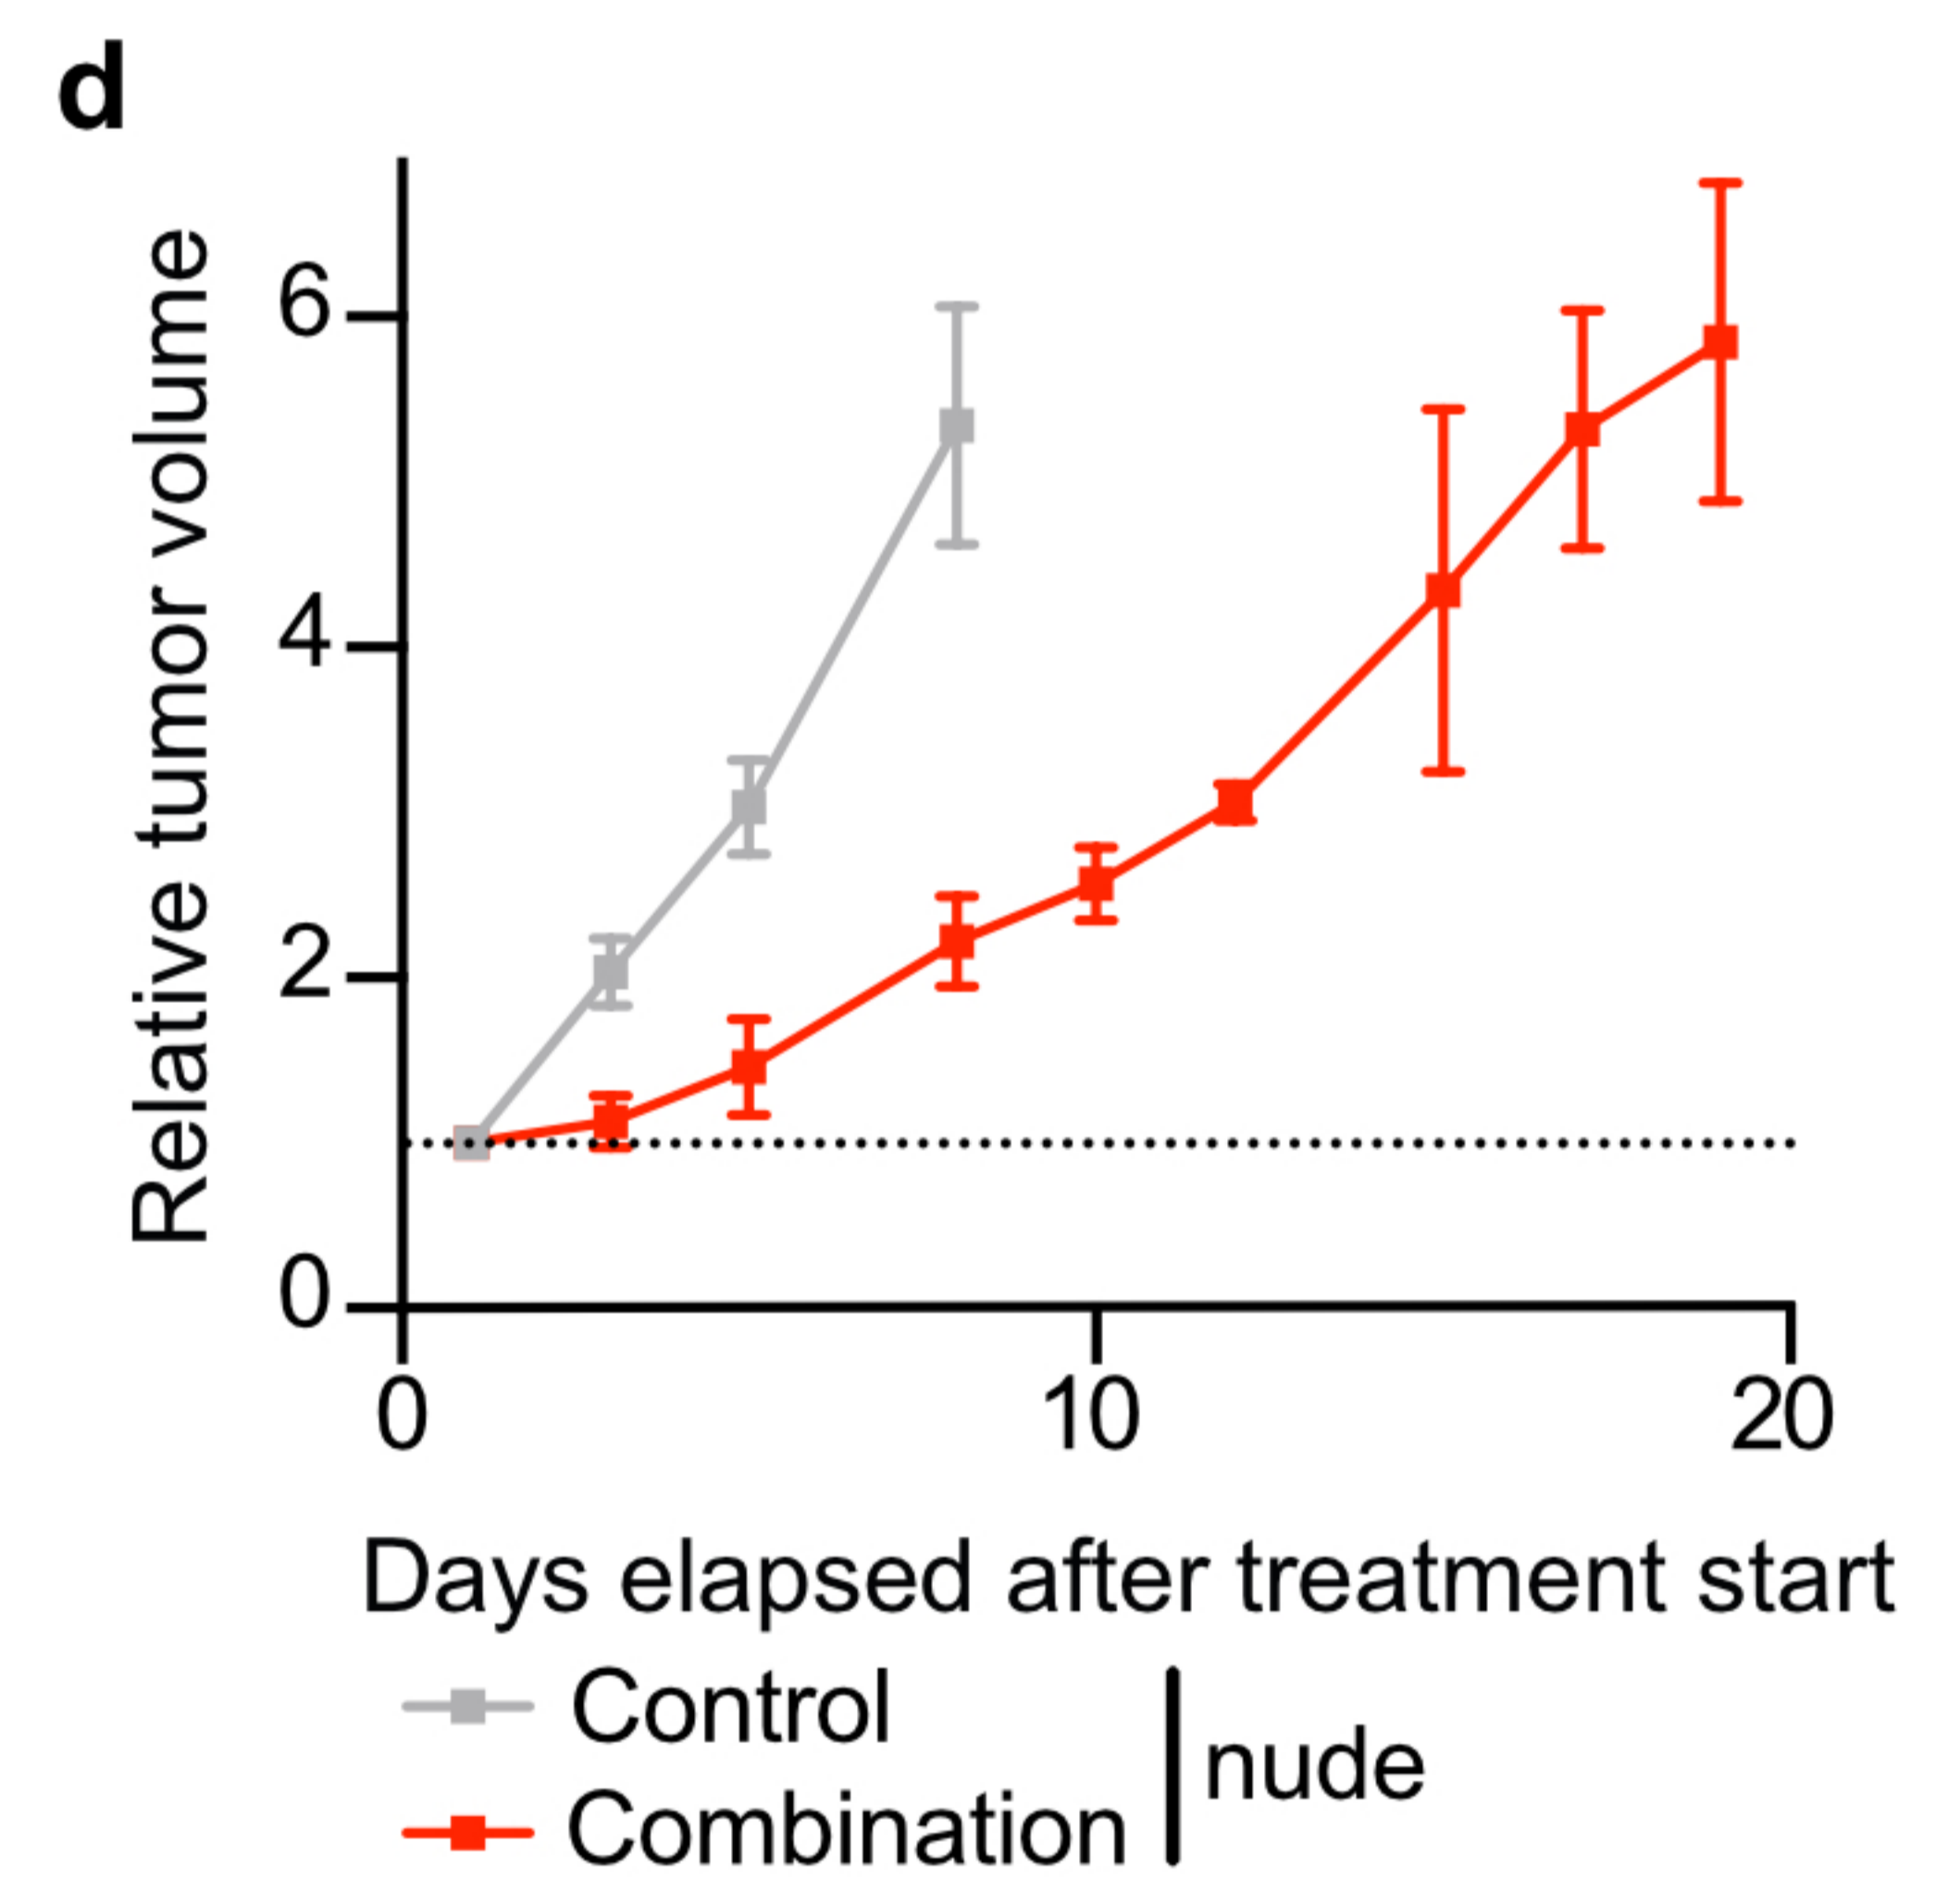 d
Relative tumor volume
6
4
2
0
0 10 20
Days elapsed after treatment start
Control
Combination
nude